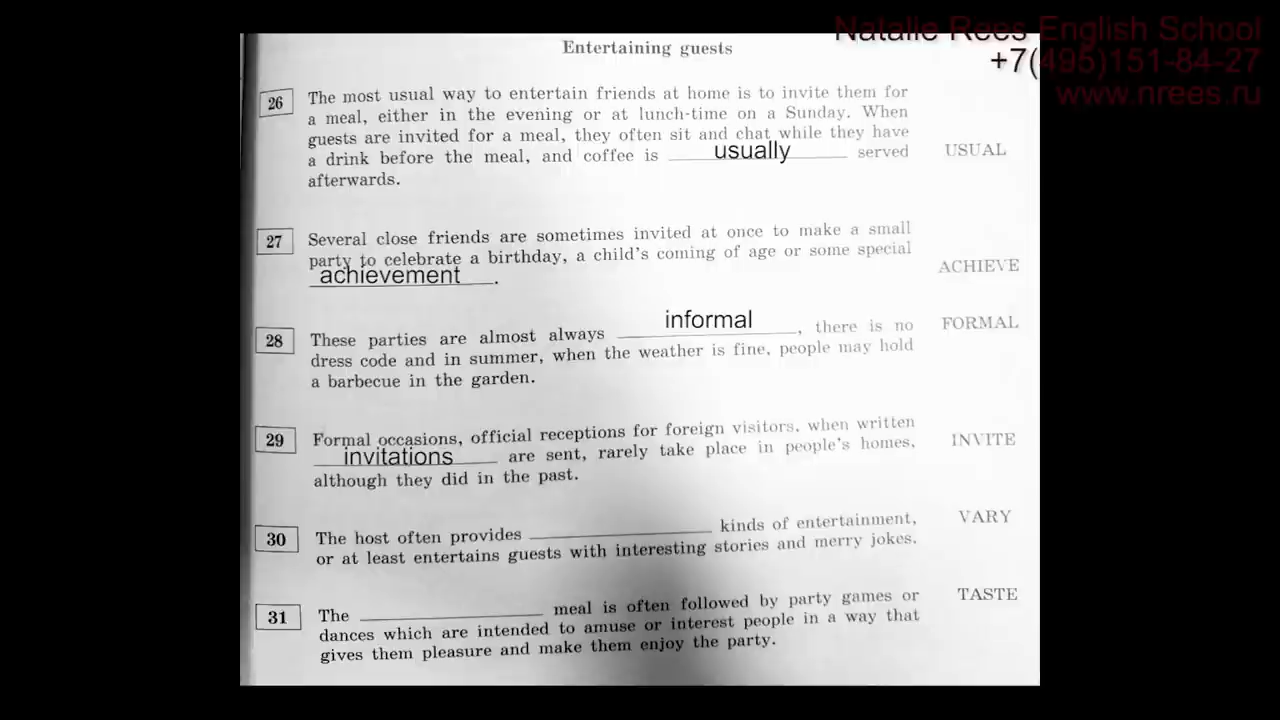 Natalie Rees English School
+7(495)151-84-27
www.nrees.ru
Entertaining guests
26 The most usual way to entertain friends at home is to invite them for
a meal, either in the evening or at lunch-time on a Sunday. When
guests are invited for a meal, they often sit and chat while they have
a drink before the meal, and coffee is usually served USUAL
afterwards.
27 Several close friends are sometimes invited at once to make a small
party to celebrate a birthday, a child's coming of age or some special
achievement. ACHIEVE
28 These parties are almost always informal, there is no FORMAL
dress code and in summer, when the weather is fine, people may hold
a barbecue in the garden.
29 Formal occasions, official receptions for foreign visitors, when written
invitations are sent, rarely take place in people's homes, INVITE
although they did in the past.
30 The host often provides ____________ kinds of entertainment, VARY
or at least entertains guests with interesting stories and merry jokes.
31 The ____________ meal is often followed by party games or TASTE
dances which are intended to amuse or interest people in a way that
gives them pleasure and make them enjoy the party.